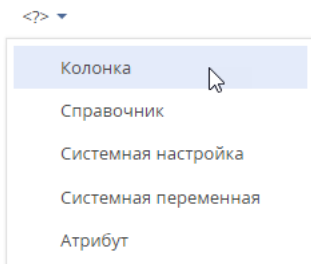 <?>
Колонка
Справочник
Системная настройка
Системная переменная
Атрибут